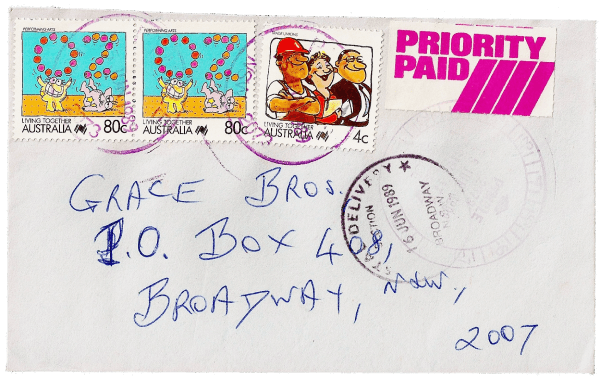 PERFORMING ARTS
LIVING TOGETHER
AUSTRALIA 80c
PERFORMING ARTS
LIVING TOGETHER
AUSTRALIA 80c
LIVING TOGETHER
AUSTRALIA 4c
PRIORITY
PAID
DELIVERY
SECTION
16 JUN 1989
BROADWAY
GRACE BROS.
P.O. BOX 408,
BROADWAY, NSW,
2007